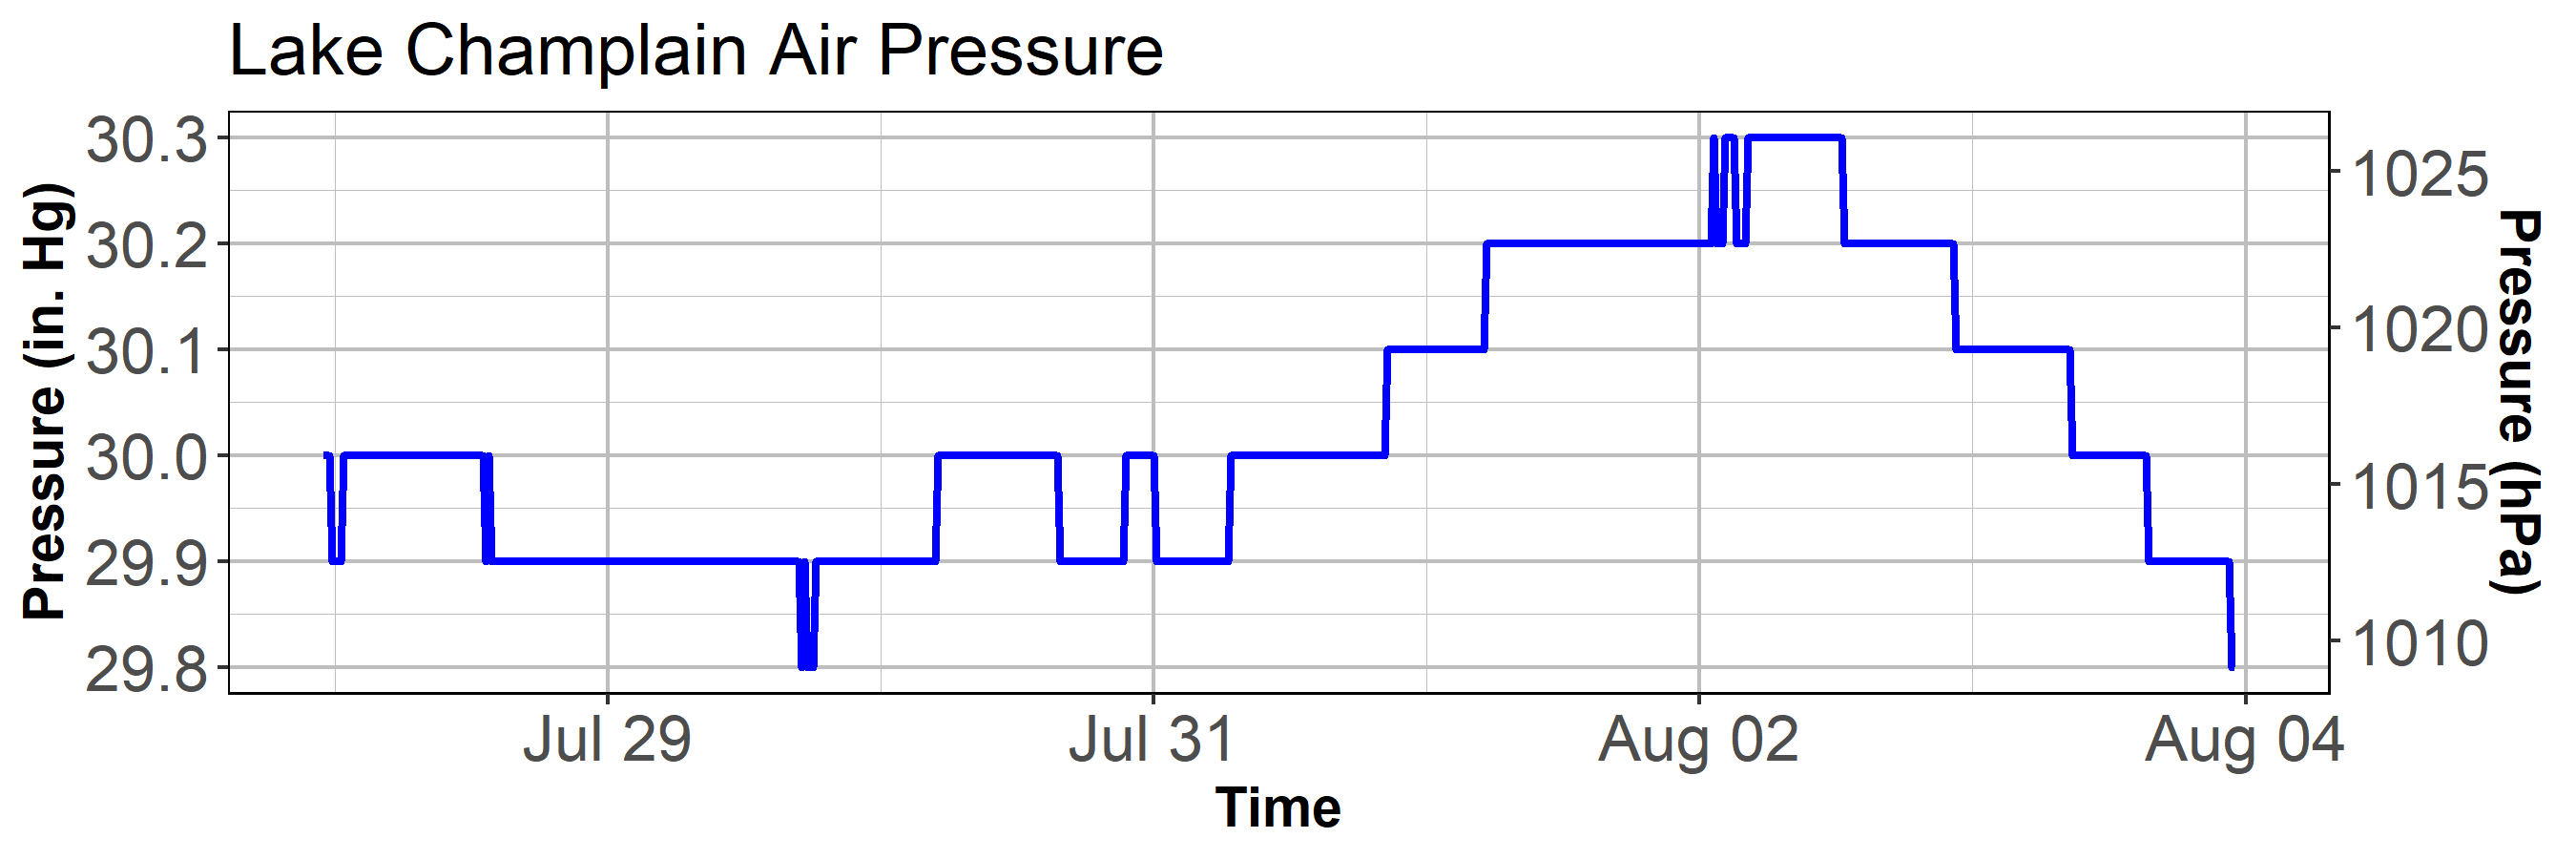 Lake Champlain Air Pressure
Pressure (in. Hg)
30.3
30.2
30.1
30.0
29.9
29.8
1025
1020
1015
1010
Pressure (hPa)
Jul 29
Jul 31
Aug 02
Aug 04
Time